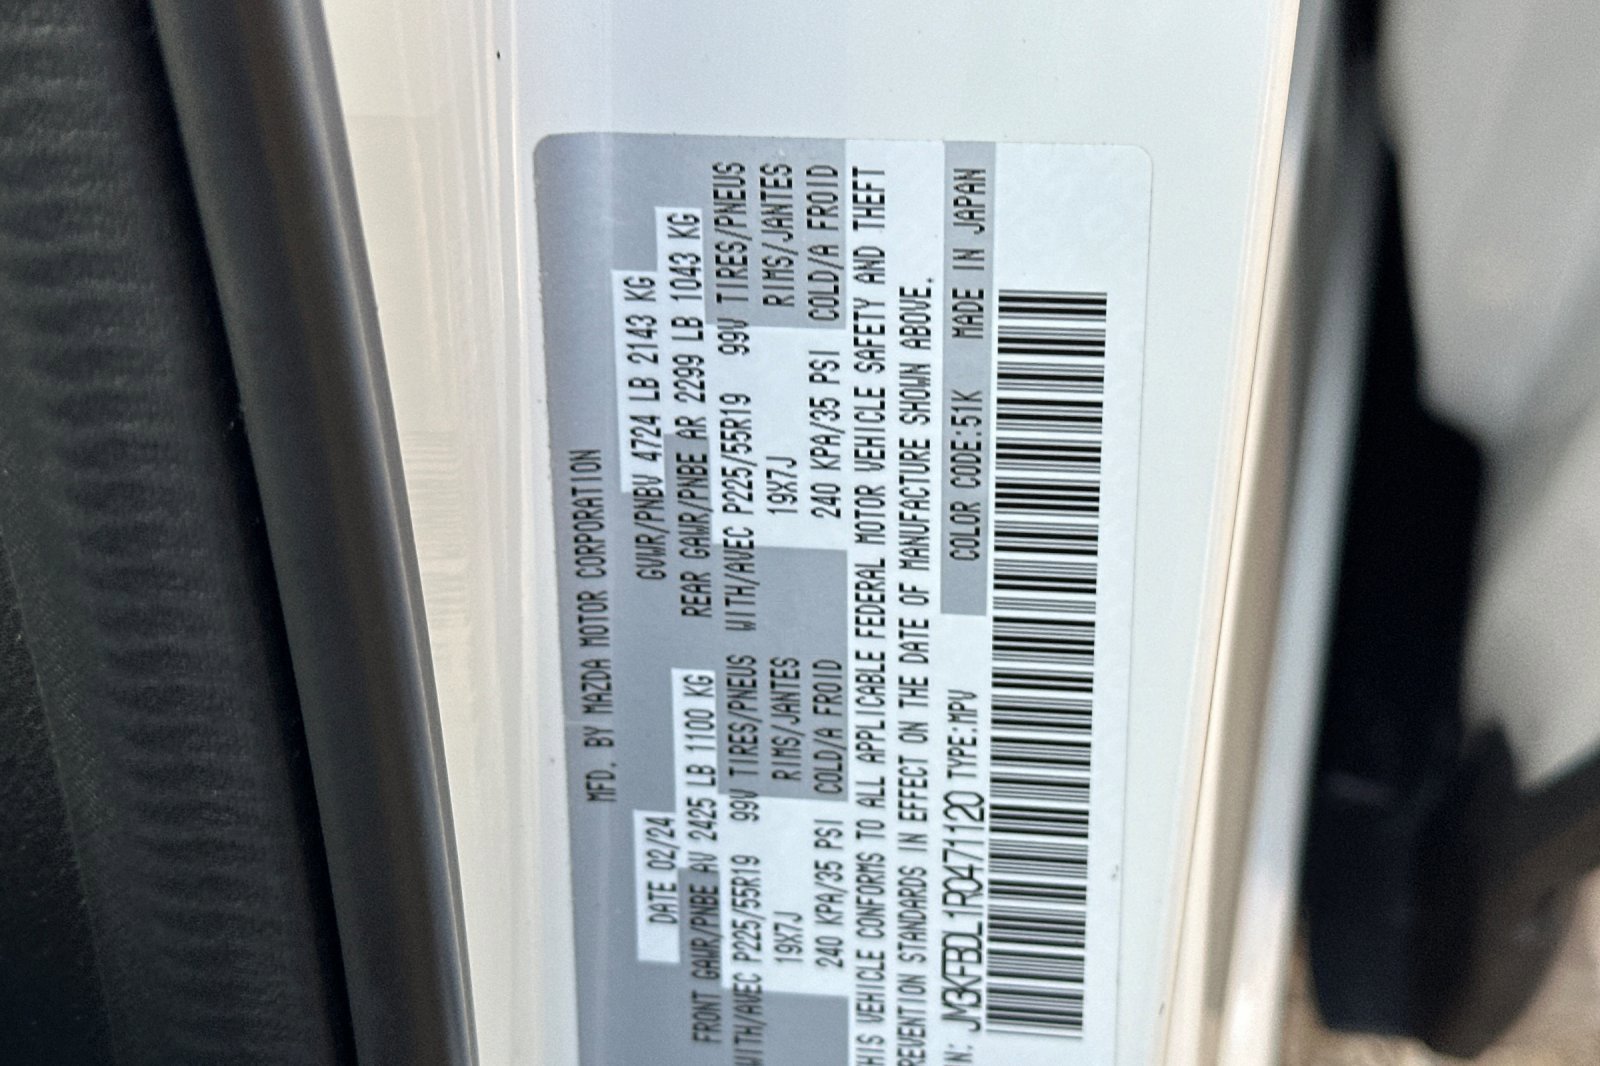 MFD. BY MAZDA MOTOR CORPORATION
DATE 02/24 GVWR/PNBV 4724 LB 2143 KG
FRONT GAWR/PNBE AV 2425 LB 1100 KG REAR GAWR/PNBE AR 2299 LB 1043 KG
WITH/AVEC P225/55R19 99V TIRES/PNEUS WITH/AVEC P225/55R19 99V TIRES/PNEUS
19X7J RIMS/JANTES 19X7J RIMS/JANTES
240 KPA/35 PSI COLD/A FROID 240 KPA/35 PSI COLD/A FROID
HIS VEHICLE CONFORMS TO ALL APPLICABLE FEDERAL MOTOR VEHICLE SAFETY AND THEFT
REVENTION STANDARDS IN EFFECT ON THE DATE OF MANUFACTURE SHOWN ABOVE.
N: JM3KFBDL1R0471120 TYPE:MPV COLOR CODE:51K MADE IN JAPAN